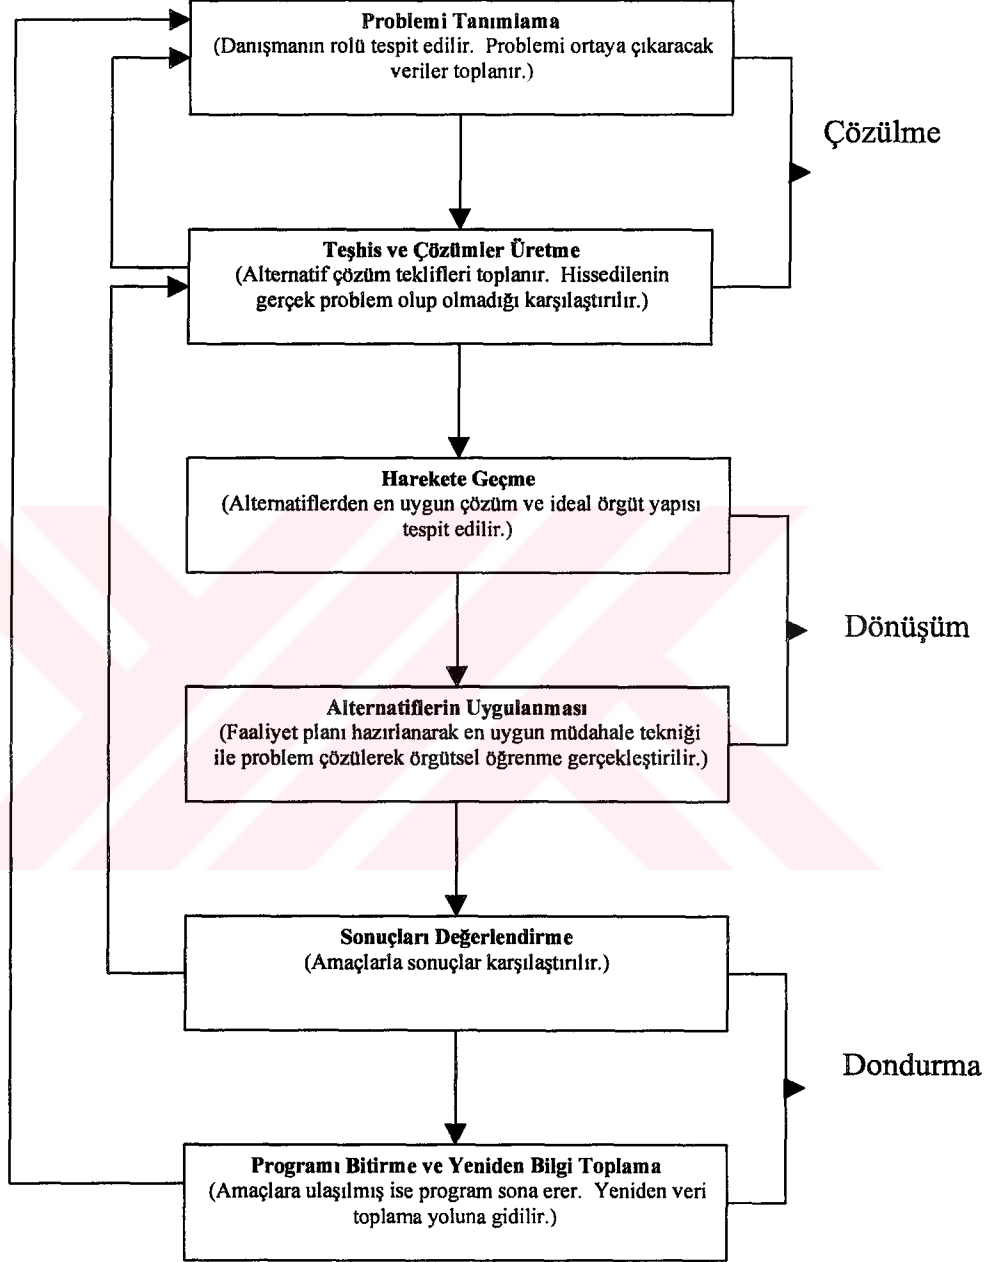 Problemi Tanımlama
(Danışmanın rolü tespit edilir. Problemi ortaya çıkaracak
veriler toplanır.)
Çözülme
Teşhis ve Çözümler Üretme
(Alternatif çözüm teklifleri toplanır. Hissedilenin
gerçek problem olup olmadığı karşılaştırılır.)
Harekete Geçme
(Alternatiflerden en uygun çözüm ve ideal örgüt yapısı
tespit edilir.)
Dönüşüm
Alternatiflerin Uygulanması
(Faaliyet planı hazırlanarak en uygun müdahale tekniği
ile problem çözülerek örgütsel öğrenme gerçekleştirilir.)
Sonuçları Değerlendirme
(Amaçlarla sonuçlar karşılaştırılır.)
Dondurma
Programı Bitirme ve Yeniden Bilgi Toplama
(Amaçlara ulaşılmış ise program sona erer. Yeniden veri
toplama yoluna gidilir.)